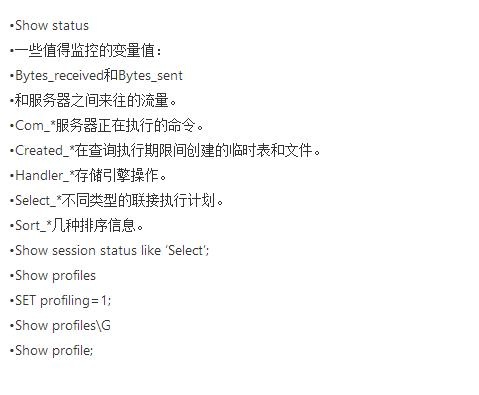 •Show status
•一些值得监控的变量值：
•Bytes_received和Bytes_sent
•和服务器之间来往的流量。
•Com_*服务器正在执行的命令。
•Created_*在查询执行期限间创建的临时表和文件。
•Handler_*存储引擎操作。
•Select_*不同类型的联接执行计划。
•Sort_*几种排序信息。
•Show session status like ‘Select’;
•Show profiles
•SET profiling=1;
•Show profiles\G
•Show profile;